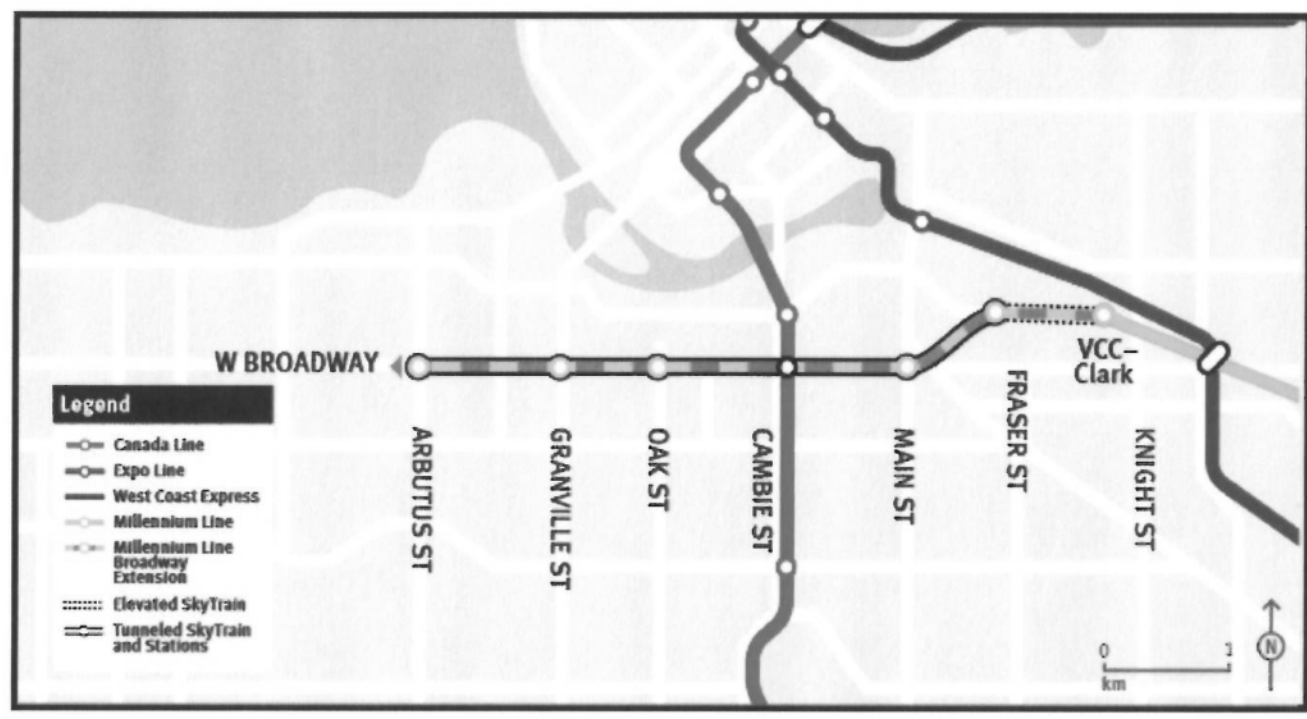 W BROADWAY
VCC–
Clark
Legend
Canada Line
Expo Line
West Coast Express
Millennium Line
Millennium Line
Broadway
Extension
Elevated SkyTrain
Tunneled SkyTrain
and Stations
ARBUTUS ST
GRANVILLE ST
OAK ST
CAMBIE ST
MAIN ST
FRASER ST
KNIGHT ST
0 1
km
N